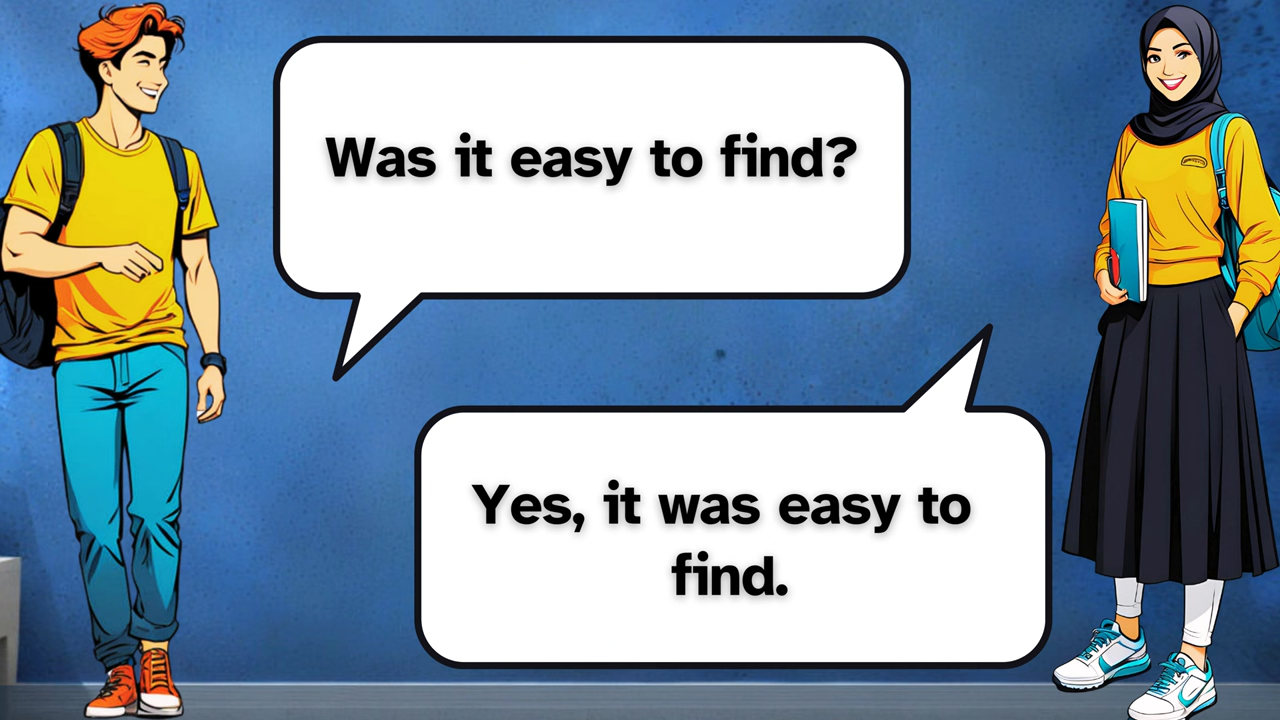 Was it easy to find?
Yes, it was easy to
find.